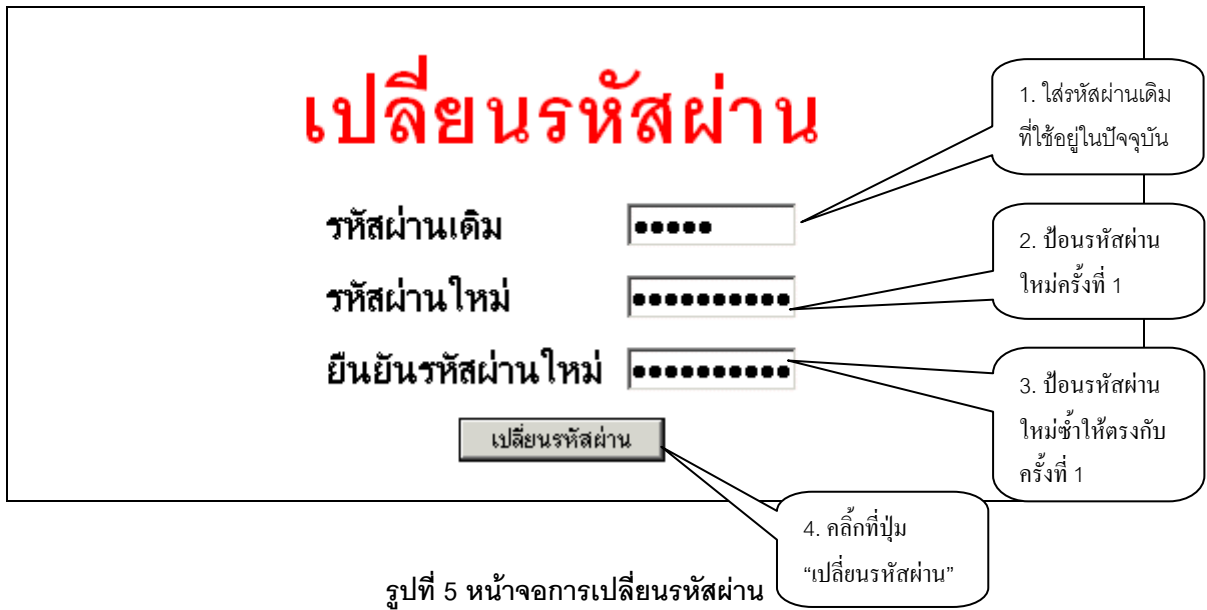 เปลี่ยนรหัสผ่าน
1. ใส่รหัสผ่านเดิม
ที่ใช้อยู่ในปัจจุบัน
รหัสผ่านเดิม
2. ป้อนรหัสผ่าน
ใหม่ครั้งที่ 1
รหัสผ่านใหม่
ยืนยันรหัสผ่านใหม่
3. ป้อนรหัสผ่าน
ใหม่ซ้ำให้ตรงกับ
ครั้งที่ 1
เปลี่ยนรหัสผ่าน
4. คลิ้กที่ปุ่ม
“เปลี่ยนรหัสผ่าน”
รูปที่ 5 หน้าจอการเปลี่ยนรหัสผ่าน